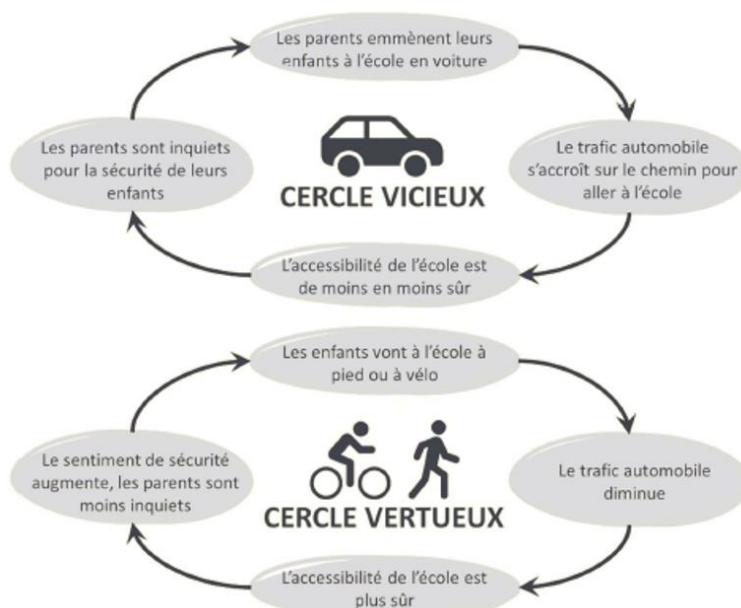 Les parents emmènent leurs
enfants à l'école en voiture
Les parents sont inquiets
pour la sécurité de leurs
enfants
Le trafic automobile
s'accroît sur le chemin pour
aller à l'école
CERCLE VICIEUX
L'accessibilité de l'école est
de moins en moins sûr
Les enfants vont à l'école à
pied ou à vélo
Le sentiment de sécurité
augmente, les parents sont
moins inquiets
Le trafic automobile
diminue
CERCLE VERTUEUX
L'accessibilité de l'école est
plus sûr